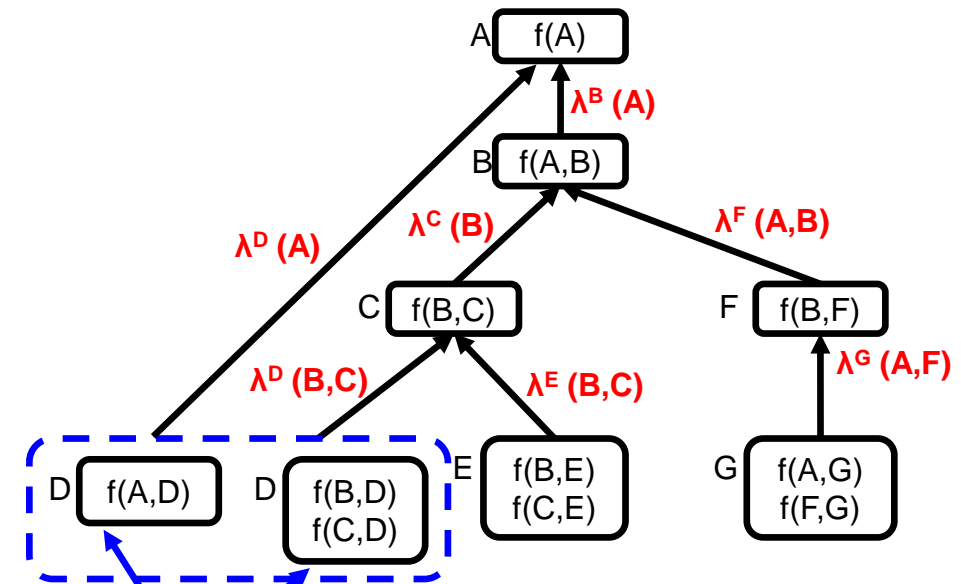 A f(A)
λᴮ (A)
B f(A,B)
λᶜ (B)
λᶠ (A,B)
λᴰ (A)
C f(B,C)
F f(B,F)
λᴰ (B,C)
λᴱ (B,C)
λᴳ (A,F)
D f(A,D)
D f(B,D)
f(C,D)
E f(B,E)
f(C,E)
G f(A,G)
f(F,G)